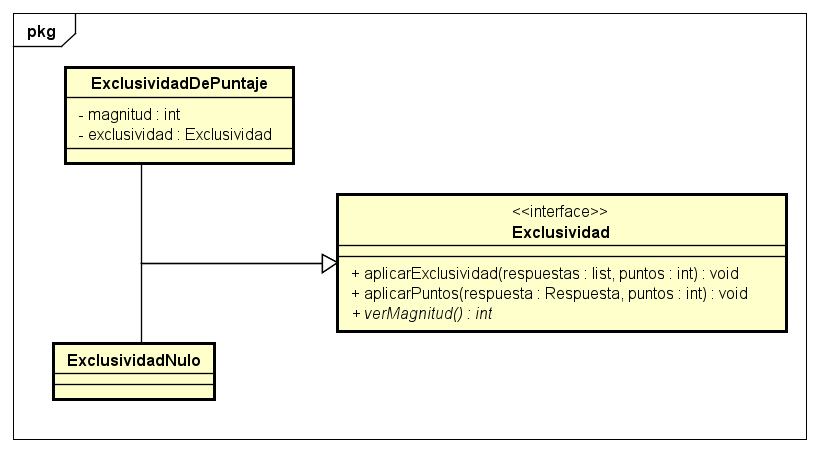 pkg
ExclusividadDePuntaje
- magnitud : int
- exclusividad : Exclusividad
<<interface>>
Exclusividad
+ aplicarExclusividad(respuestas : list, puntos : int) : void
+ aplicarPuntos(respuesta : Respuesta, puntos : int) : void
+ verMagnitud() : int
ExclusividadNulo